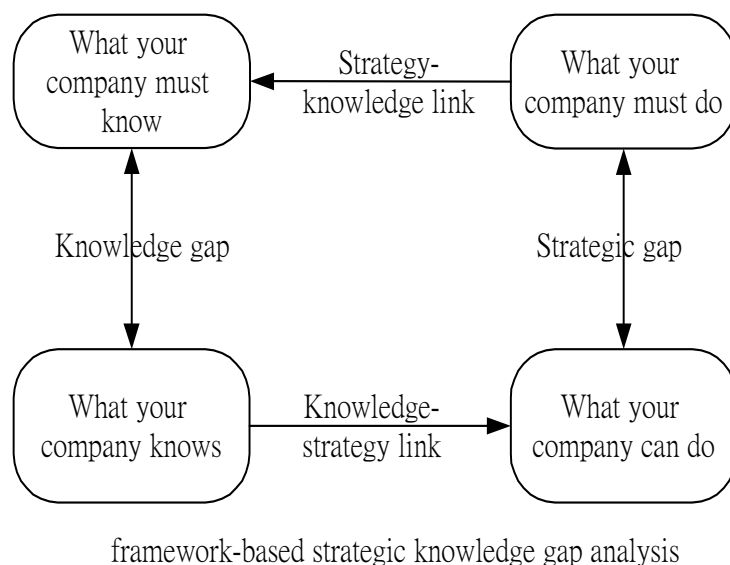 What your
company must
know
Strategy-
knowledge link
What your
company must do
Knowledge gap
Strategic gap
What your
company knows
Knowledge-
strategy link
What your
company can do
framework-based strategic knowledge gap analysis